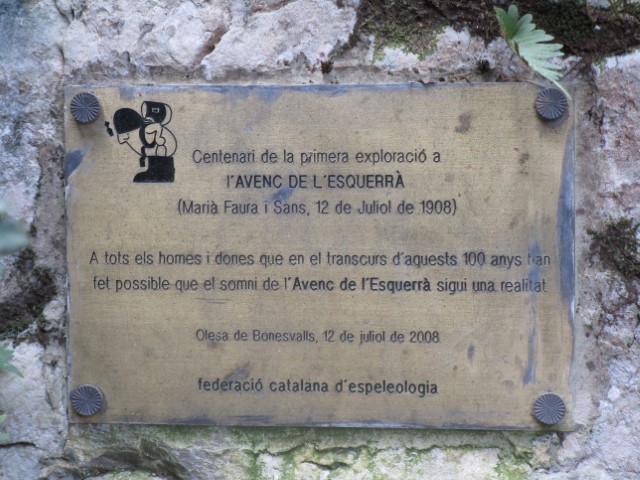 Centenari de la primera exploració a
l'AVENC DE L'ESQUERRÀ
(Marià Faura i Sans, 12 de Juliol de 1908)
A tots els homes i dones que en el transcurs d'aquests 100 anys han
fet possible que el somni de l'Avenc de l'Esquerrà sigui una realitat
Olesa de Bonesvalls, 12 de juliol de 2008
federació catalana d'espeleologia